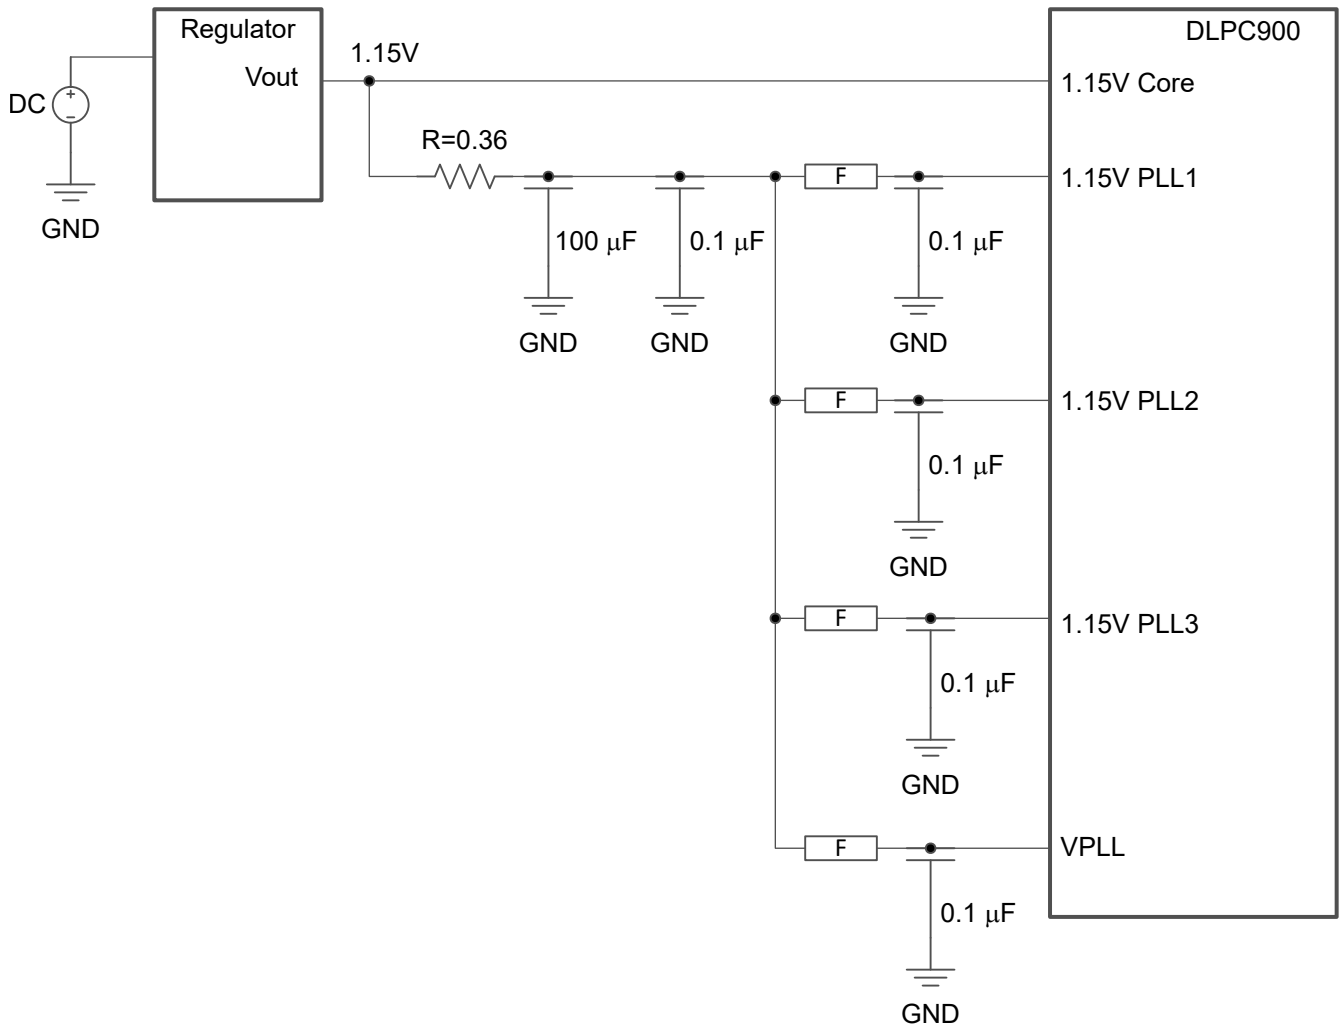 Regulator
DLPC900
1.15V
Vout
1.15V Core
DC
+
−
R=0.36
F
1.15V PLL1
GND
100 μF
0.1 μF
0.1 μF
GND
GND
GND
F
1.15V PLL2
0.1 μF
GND
F
1.15V PLL3
0.1 μF
GND
F
VPLL
0.1 μF
GND